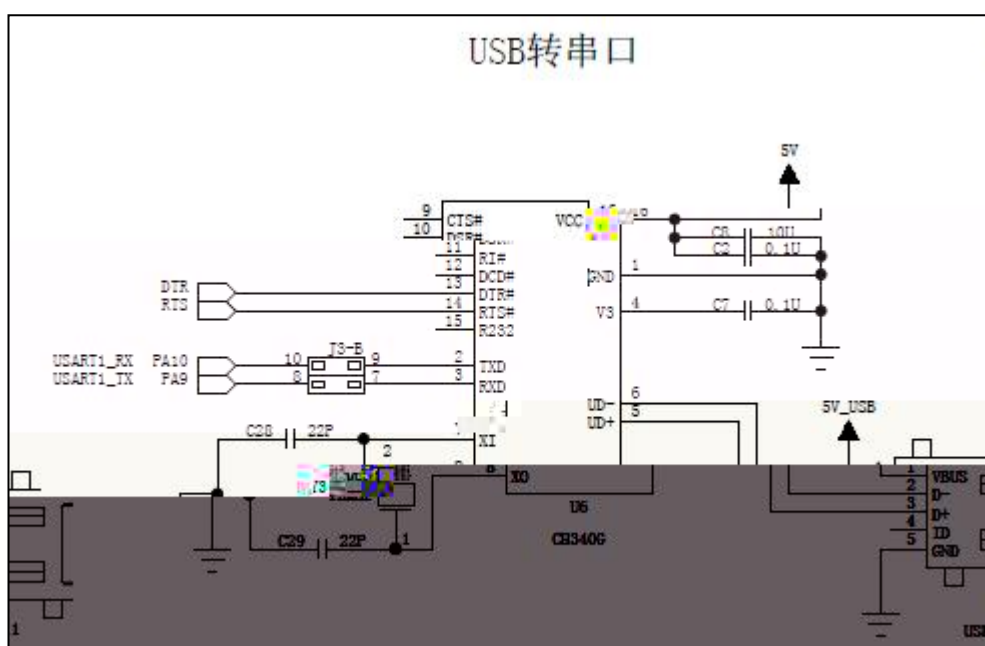 USB转串口
5V
9 CTS# VCC
10
C8 10U
11 C2 0.1U
12 RI#
13 DCD# GND 1
DTR DTR#
RTS 14 RTS# V3 4 C7 0.1U
15 R232
J3-B
USART1_RX PA10 10 9 2 TXD
USART1_TX PA9 8 7 3 RXD
UD- 6
UD+ 5
5V_USB
C28 22P XI
2
8 XO 1 VBUS
2 D-
U6 3 D+
4 ID
C29 22P 1 CH340G 5 GND
1